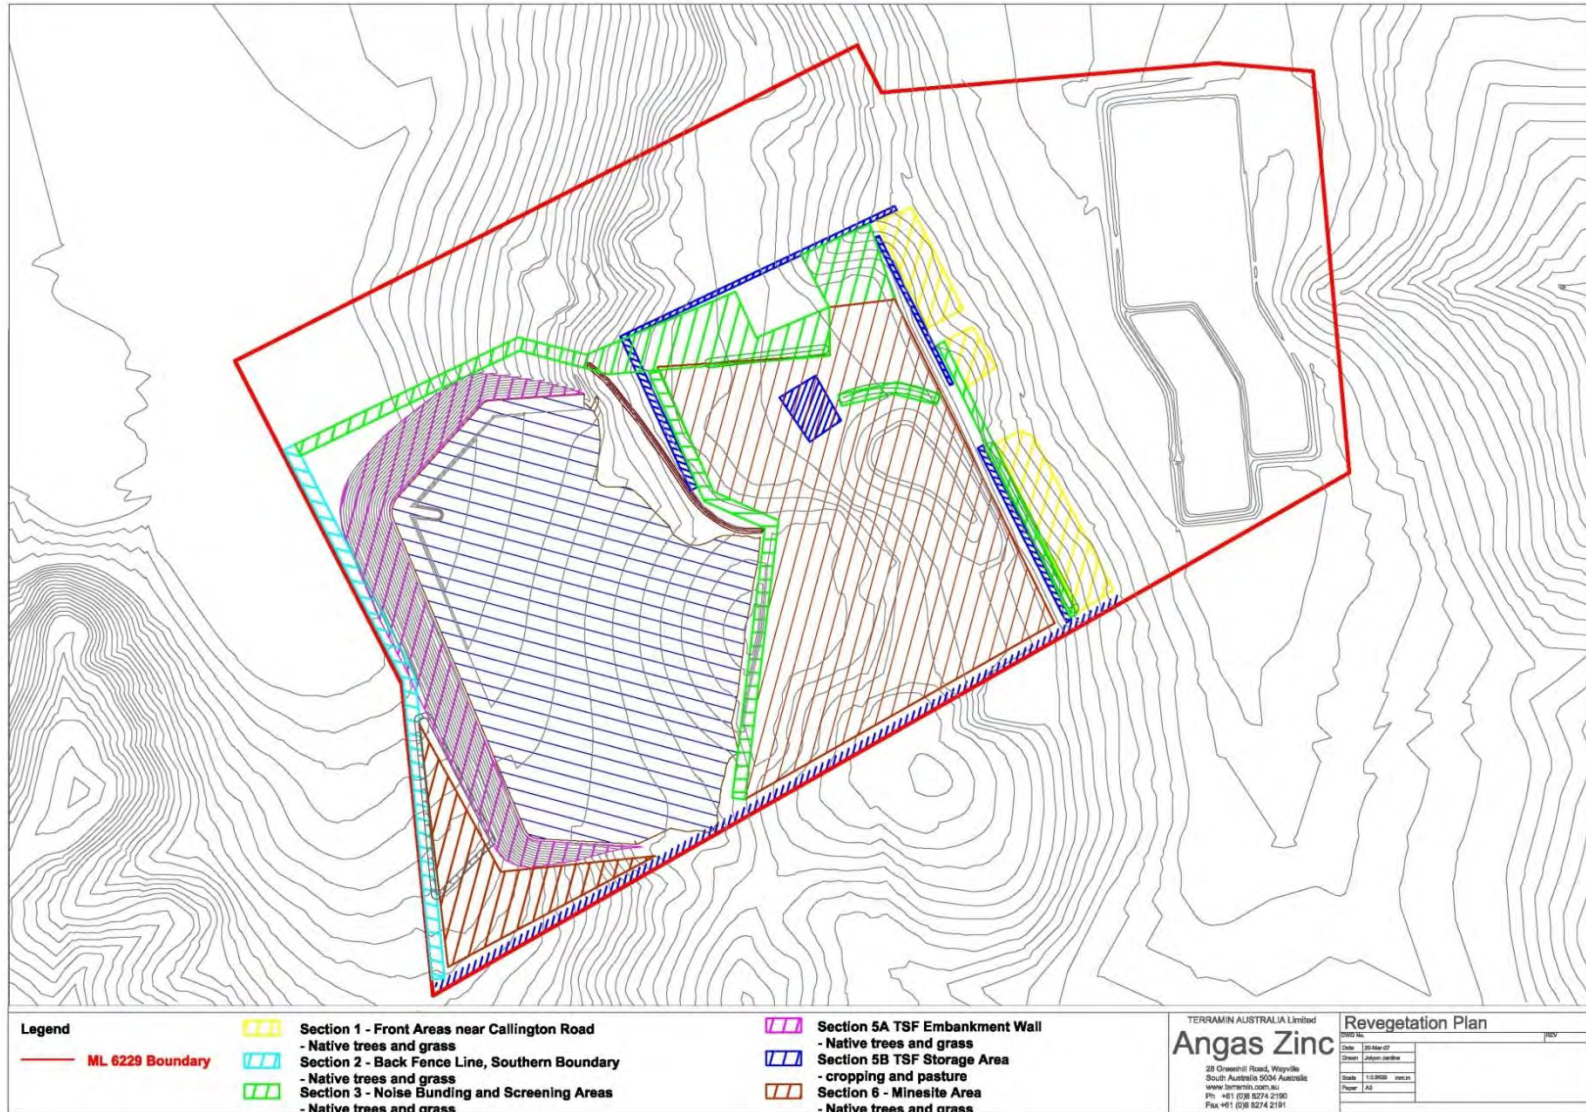 Legend
ML 6229 Boundary
Section 1 - Front Areas near Callington Road
- Native trees and grass
Section 2 - Back Fence Line, Southern Boundary
- Native trees and grass
Section 3 - Noise Bunding and Screening Areas
- Native trees and grass
Section 5A TSF Embankment Wall
- Native trees and grass
Section 5B TSF Storage Area
- cropping and pasture
Section 6 - Minesite Area
- Native trees and grass
TERRAMIN AUSTRALIA Limited
Angas Zinc
28 Greenhill Road, Wayville
South Australia 5034 Australia
www.terramin.com.au
Ph +61 (0)8 8274 2190
Fax +61 (0)8 8274 2191
Revegetation Plan
DWG No. REV
Date 20-Mar-07
Drawn
Scale
Paper A3